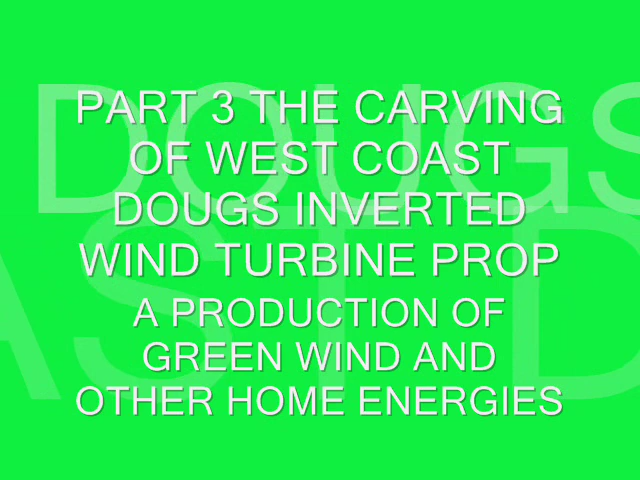 PART 3 THE CARVING
OF WEST COAST
DOUGS INVERTED
WIND TURBINE PROP
A PRODUCTION OF
GREEN WIND AND
OTHER HOME ENERGIES
DOUGS